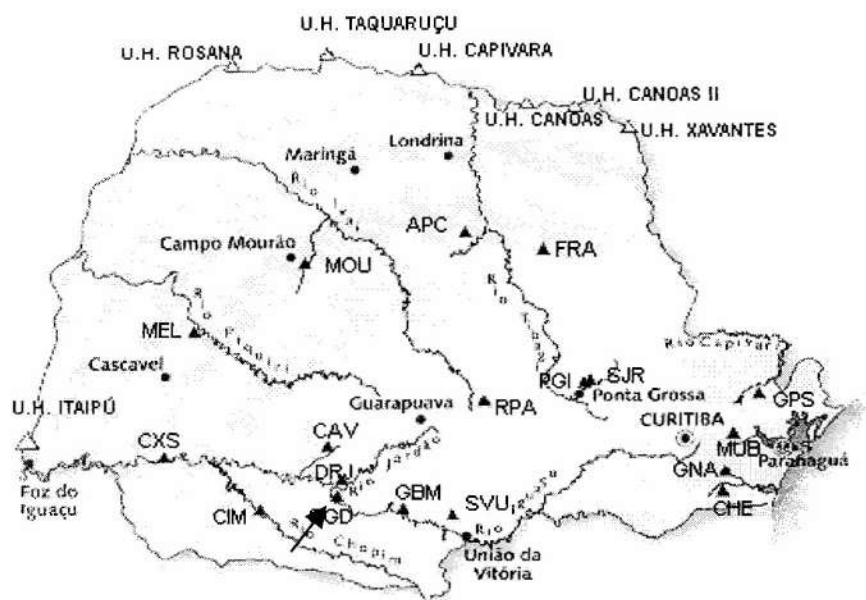 U.H. TAQUARUÇU
U.H. ROSANA
U.H. CAPIVARA
U.H. CANOAS II
U.H. CANOAS
U.H. XAVANTES
Londrina
Maringá
Rio Ivaí
APC
FRA
Campo Mourão
MOU
Rio Tibagi
MEL
Rio Piquiri
Rio Capivari
Cascavel
PGI
SJR
Ponta Grossa
GPS
Guarapuava
RPA
U.H. ITAIPÚ
CURITIBA
CXS
CAV
MUB
Paranaguá
Rio Jordão
DRJ
GNA
Foz do
Iguaçu
CIM
GBM
SVU
Rio Iguaçu
CHE
Rio Chopim
União da
Vitória